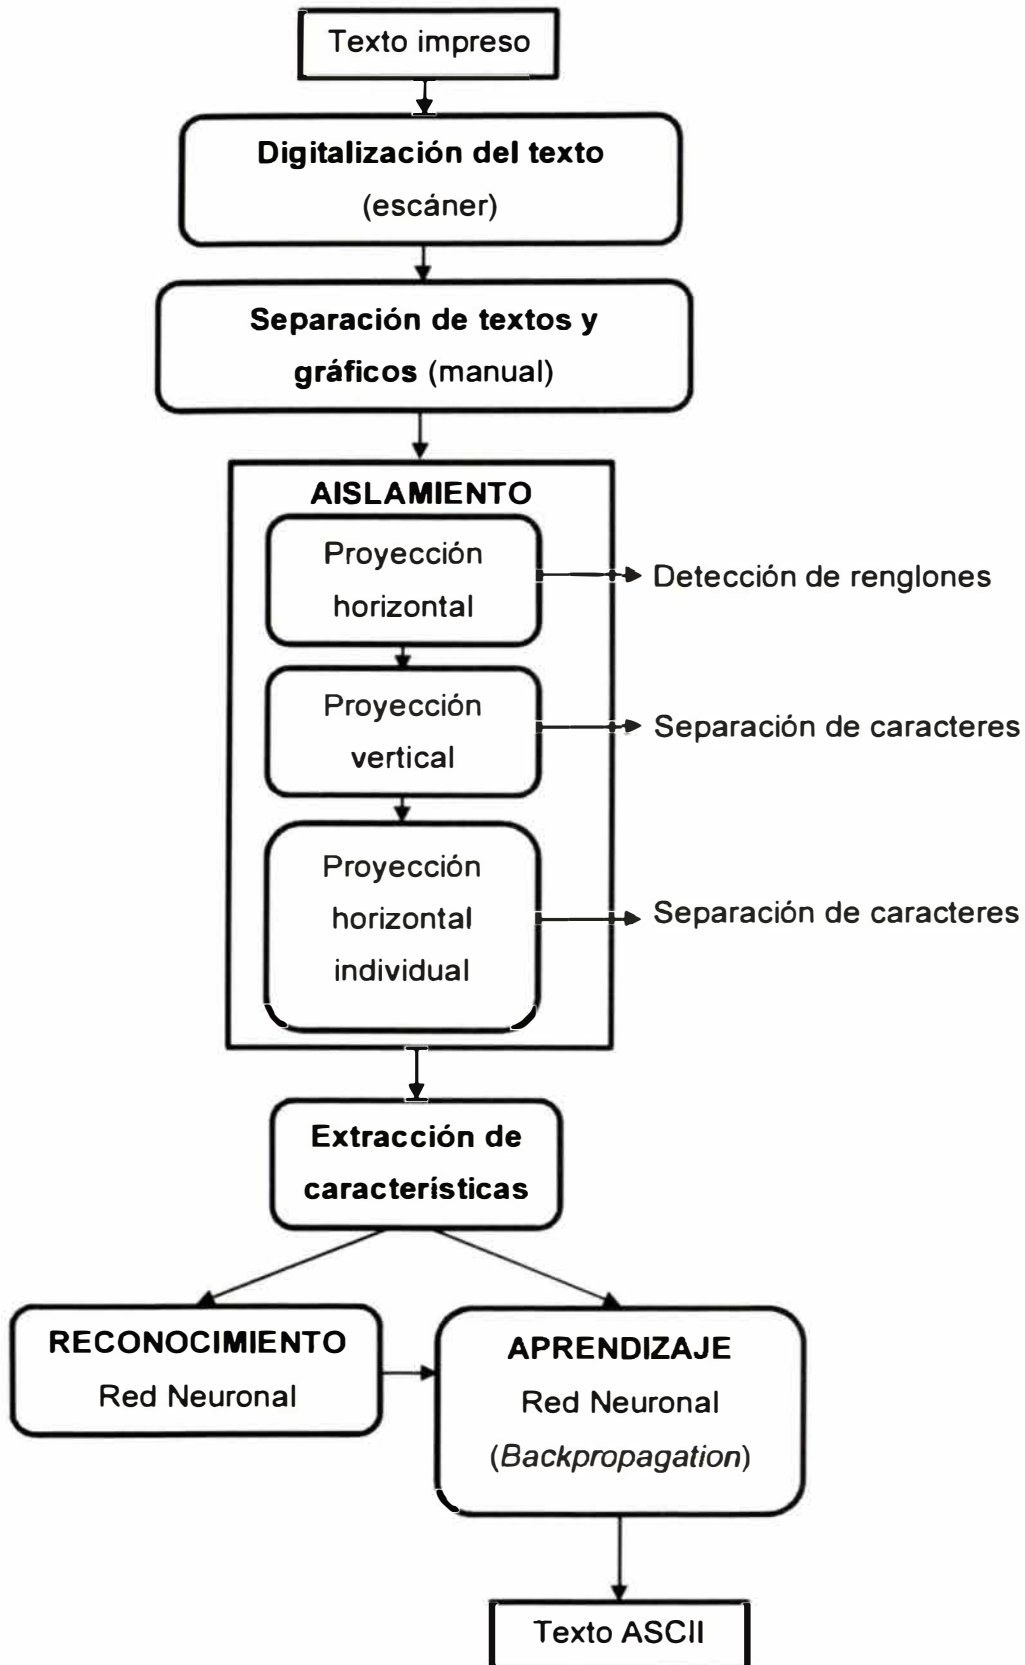 Texto impreso
Digitalización del texto
(escáner)
Separación de textos y
gráficos (manual)
AISLAMIENTO
Proyección
horizontal
Detección de renglones
Proyección
vertical
Separación de caracteres
Proyección
horizontal
individual
Separación de caracteres
Extracción de
características
RECONOCIMIENTO
Red Neuronal
APRENDIZAJE
Red Neuronal
(Backpropagation)
Texto ASCII